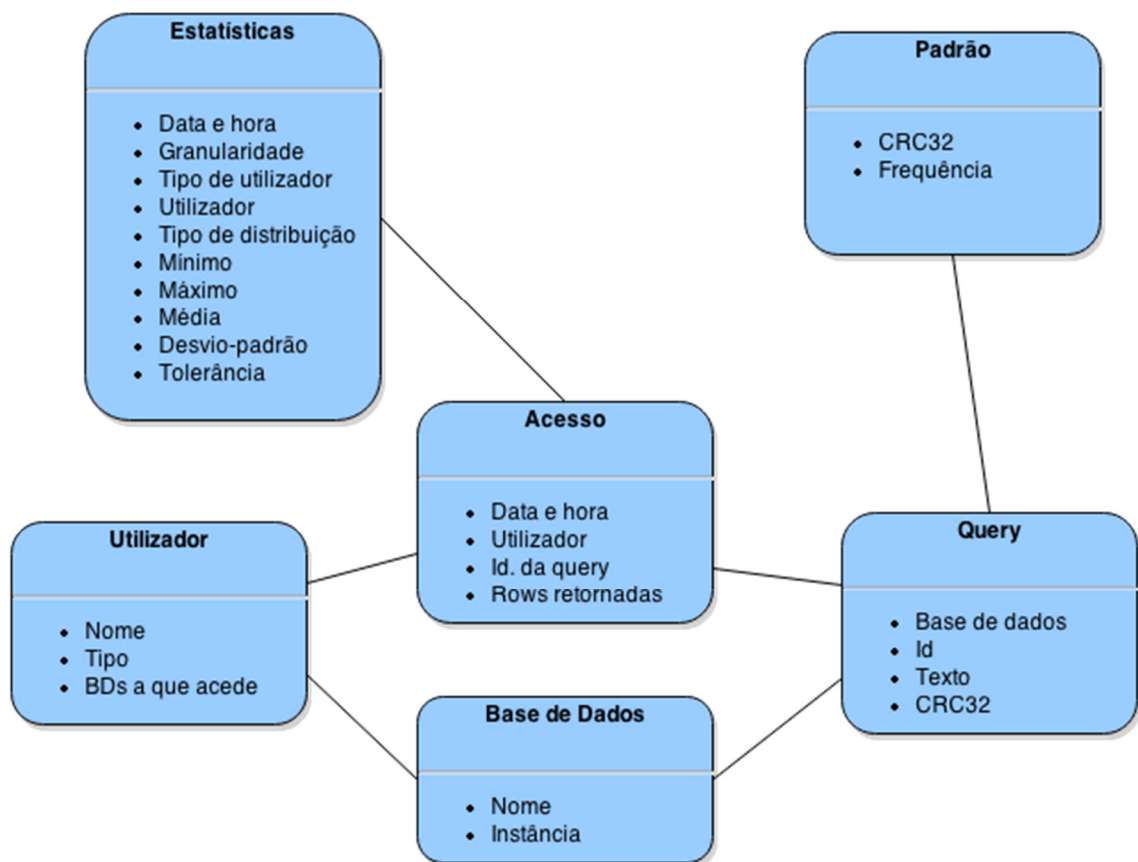 Estatísticas
Data e hora
Granularidade
Tipo de utilizador
Utilizador
Tipo de distribuição
Mínimo
Máximo
Média
Desvio-padrão
Tolerância
Padrão
CRC32
Frequência
Acesso
Data e hora
Utilizador
Id. da query
Rows retornadas
Utilizador
Nome
Tipo
BDs a que acede
Query
Base de dados
Id
Texto
CRC32
Base de Dados
Nome
Instância